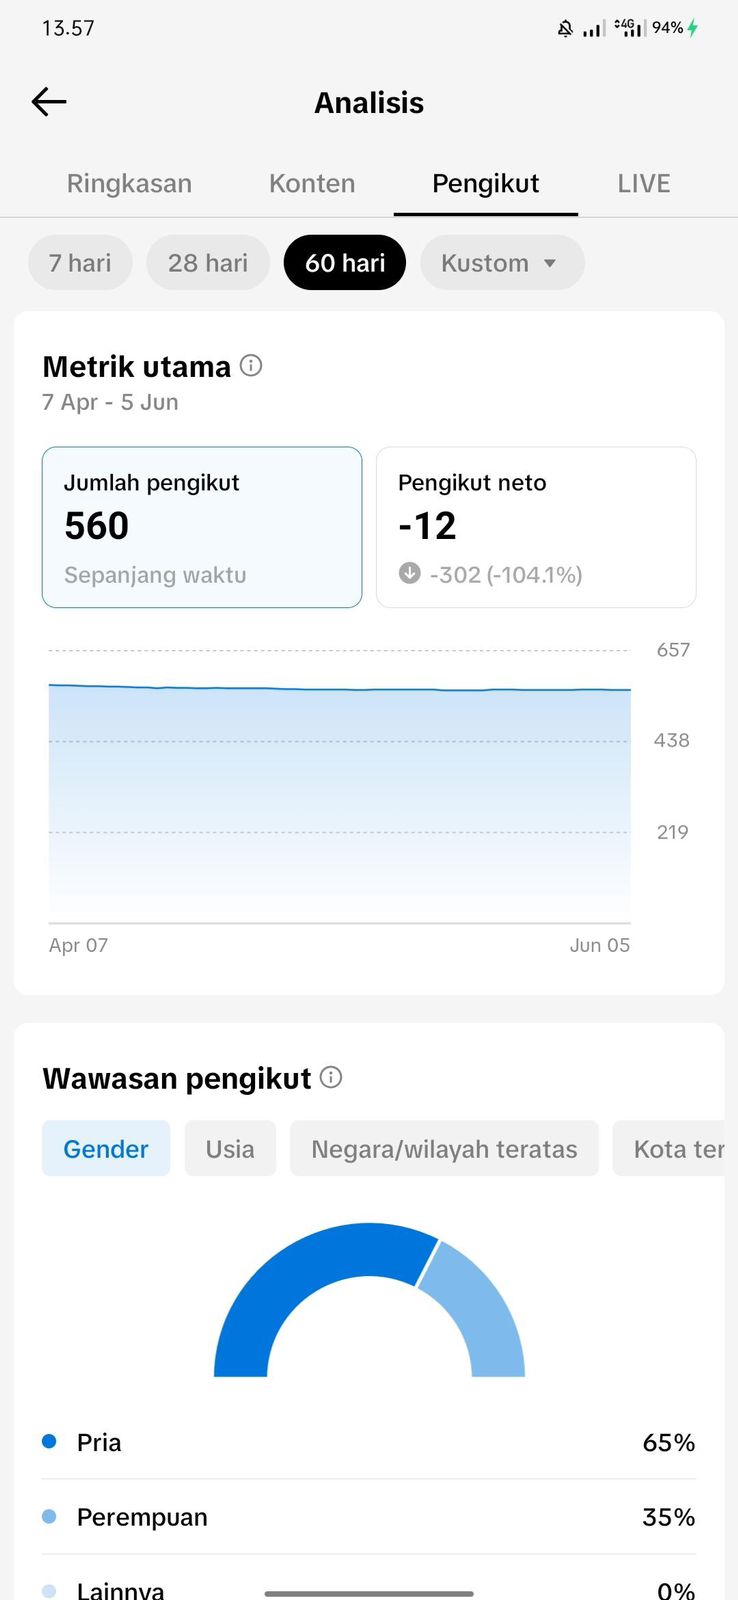 13.57
4G 94%
Analisis
Ringkasan Konten Pengikut LIVE
7 hari 28 hari 60 hari Kustom
Metrik utama
7 Apr - 5 Jun
Jumlah pengikut
560
Sepanjang waktu
Pengikut neto
-12
-302 (-104.1%)
657
438
219
Apr 07 Jun 05
Wawasan pengikut
Gender Usia Negara/wilayah teratas Kota ter
Pria 65%
Perempuan 35%
Lainnya 0%